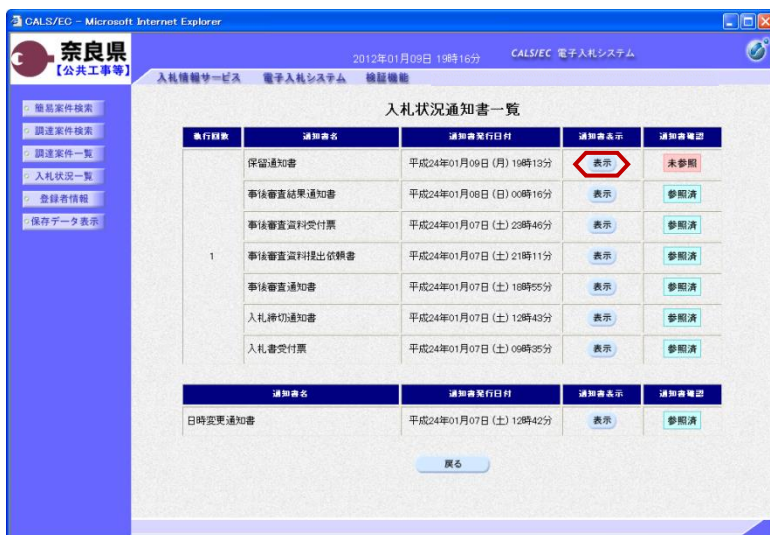 CALS/EC - Microsoft Internet Explorer
奈良県
【公共工事等】
2012年01月09日 19時16分
CALS/EC 電子入札システム
入札情報サービス 電子入札システム 検証機能
簡易案件検索
調達案件検索
調達案件一覧
入札状況一覧
登録者情報
保存データ表示
入札状況通知書一覧
執行回数 通知書名 通知書発行日付 通知書表示 通知書確認
1
保留通知書 平成24年01月09日 (月) 19時13分 表示 未参照
事後審査結果通知書 平成24年01月08日 (日) 00時16分 表示 参照済
事後審査資料受付票 平成24年01月07日 (土) 23時46分 表示 参照済
事後審査資料提出依頼書 平成24年01月07日 (土) 21時11分 表示 参照済
事後審査通知書 平成24年01月07日 (土) 18時55分 表示 参照済
入札締切通知書 平成24年01月07日 (土) 12時43分 表示 参照済
入札書受付票 平成24年01月07日 (土) 09時35分 表示 参照済
通知書名 通知書発行日付 通知書表示 通知書確認
日時変更通知書 平成24年01月07日 (土) 12時42分 表示 参照済
戻る